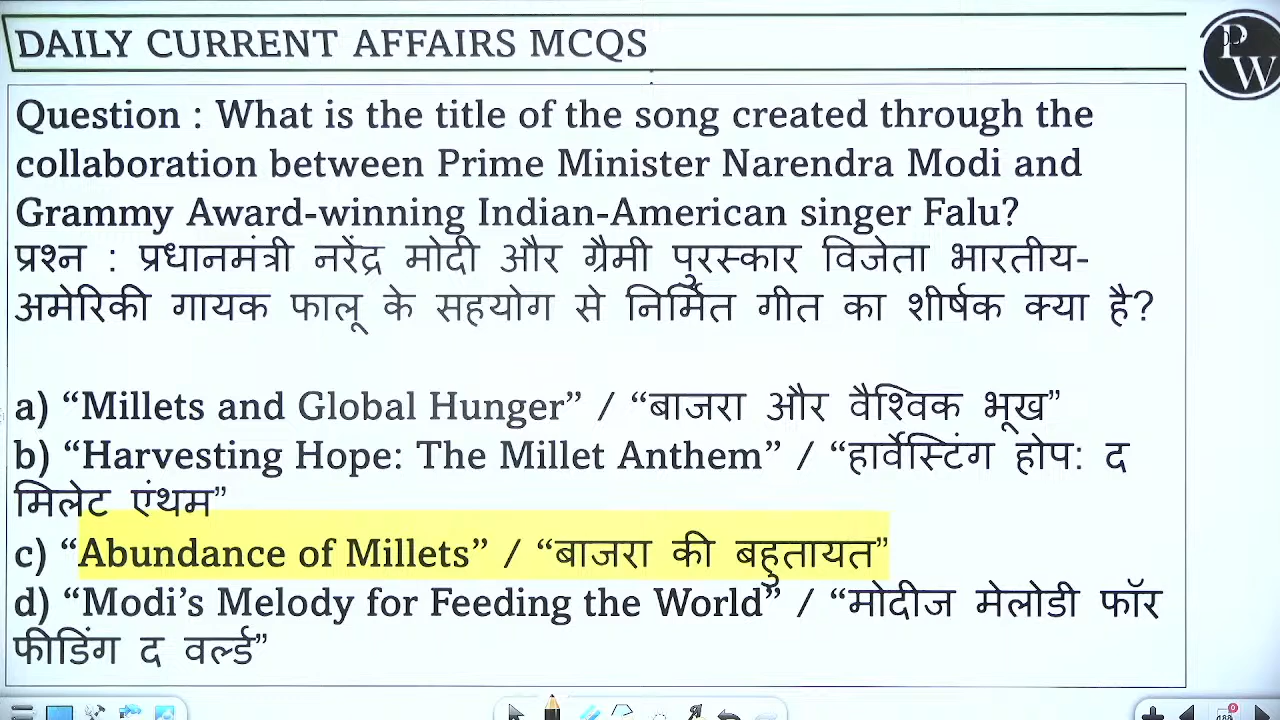 DAILY CURRENT AFFAIRS MCQS
PW
Question : What is the title of the song created through the
collaboration between Prime Minister Narendra Modi and
Grammy Award-winning Indian-American singer Falu?
प्रश्न : प्रधानमंत्री नरेंद्र मोदी और ग्रैमी पुरस्कार विजेता भारतीय-
अमेरिकी गायक फालू के सहयोग से निर्मित गीत का शीर्षक क्या है?
a) “Millets and Global Hunger” / “बाजरा और वैश्विक भूख”
b) “Harvesting Hope: The Millet Anthem” / “हार्वेस्टिंग होप: द
मिलेट एंथम”
c) “Abundance of Millets” / “बाजरा की बहुतायत”
d) “Modi’s Melody for Feeding the World” / “मोदीज मेलोडी फॉर
फीडिंग द वर्ल्ड”